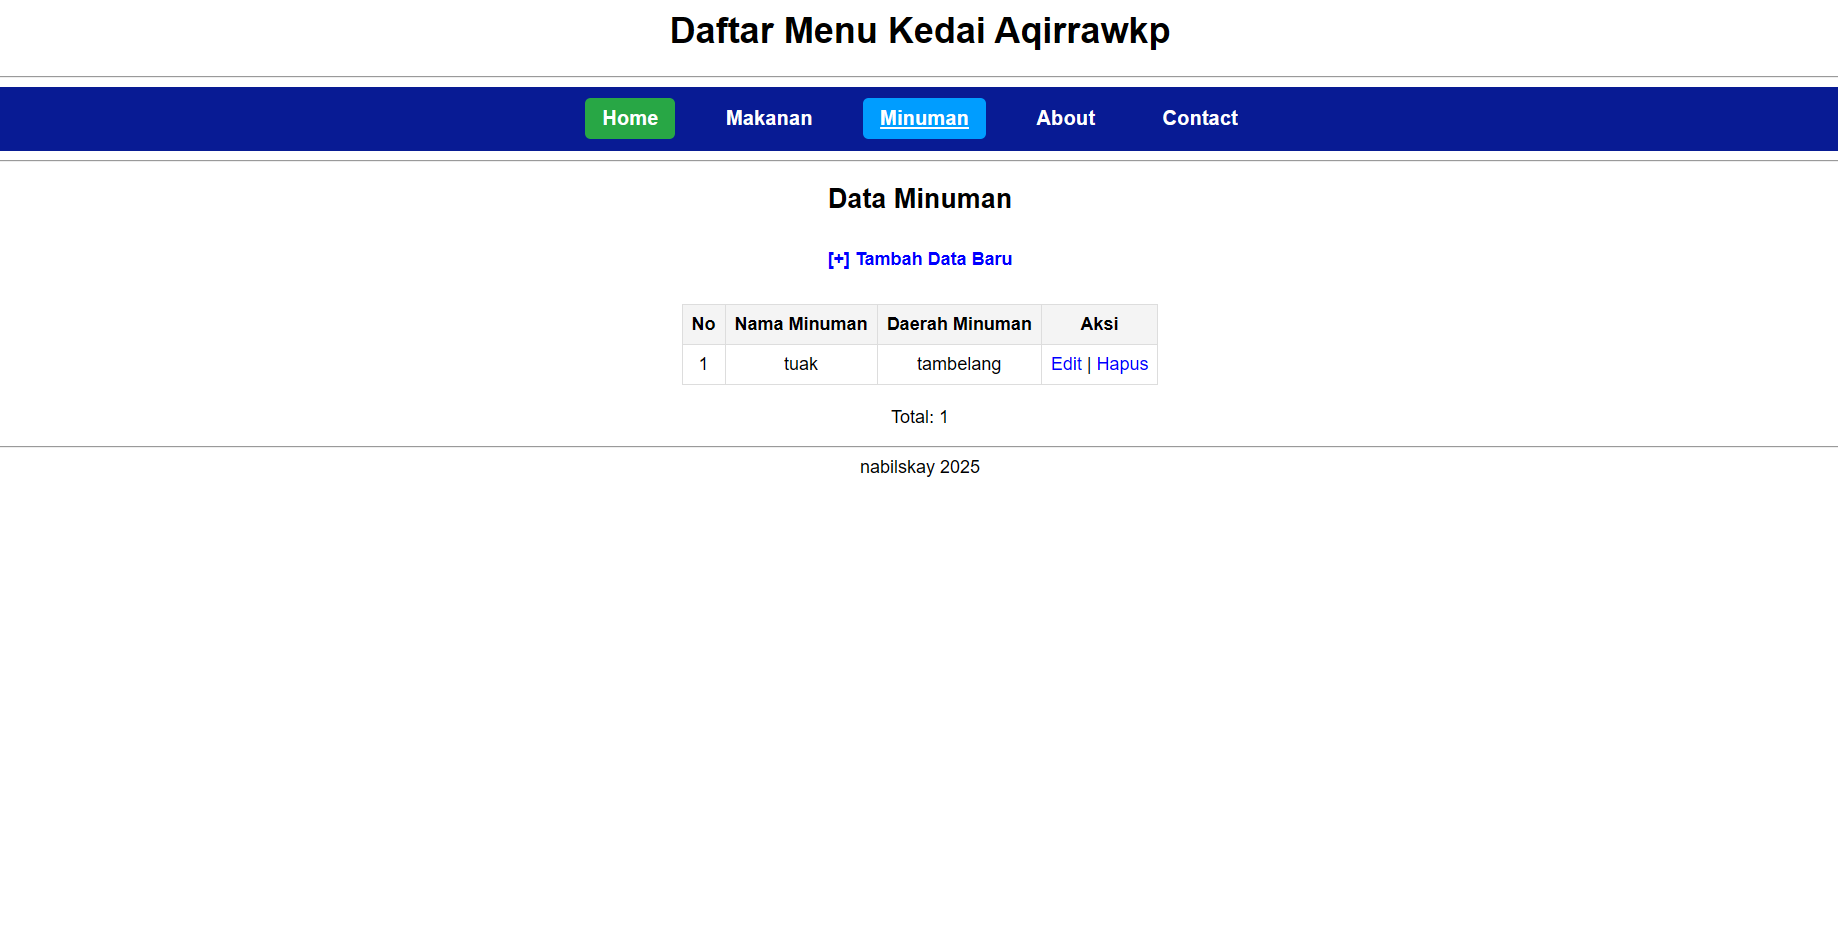 Daftar Menu Kedai Aqirrawkp
Home Makanan Minuman About Contact
Data Minuman
[+] Tambah Data Baru
No Nama Minuman Daerah Minuman Aksi
1 tuak tambelang Edit | Hapus
Total: 1
nabilskay 2025